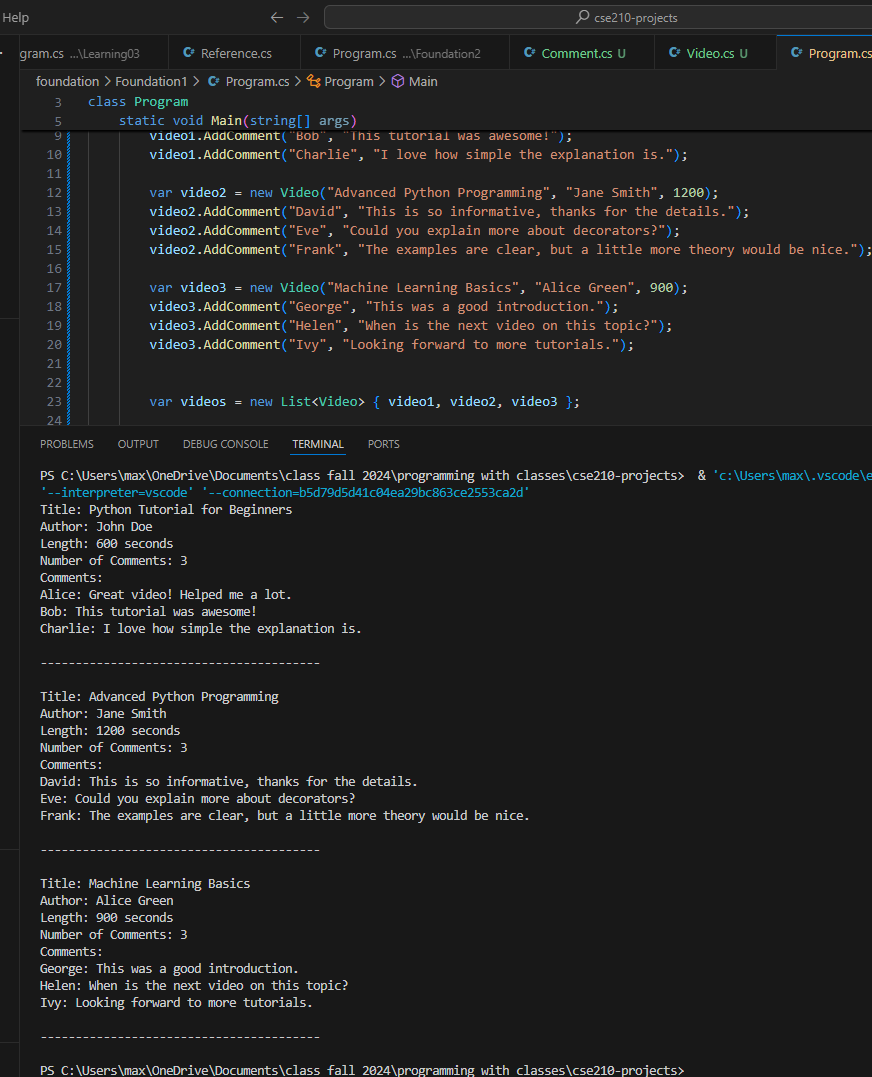 Help
cse210-projects
gram.cs ...\Learning03
Reference.cs
Program.cs ...\Foundation2
Comment.cs U
Video.cs U
Program.cs
foundation > Foundation1 > Program.cs > Program > Main
3 class Program
5 static void Main(string[] args)
9 video1.AddComment("Bob", "This tutorial was awesome!");
10 video1.AddComment("Charlie", "I love how simple the explanation is.");
11
12 var video2 = new Video("Advanced Python Programming", "Jane Smith", 1200);
13 video2.AddComment("David", "This is so informative, thanks for the details.");
14 video2.AddComment("Eve", "Could you explain more about decorators?");
15 video2.AddComment("Frank", "The examples are clear, but a little more theory would be nice.");
16
17 var video3 = new Video("Machine Learning Basics", "Alice Green", 900);
18 video3.AddComment("George", "This was a good introduction.");
19 video3.AddComment("Helen", "When is the next video on this topic?");
20 video3.AddComment("Ivy", "Looking forward to more tutorials.");
21
22
23 var videos = new List<Video> { video1, video2, video3 };
24
PROBLEMS OUTPUT DEBUG CONSOLE TERMINAL PORTS
PS C:\Users\max\OneDrive\Documents\class fall 2024\programming with classes\cse210-projects> & 'c:\Users\max\.vscode\e
'--interpreter=vscode' '--connection=b5d79d5d41c04ea29bc863ce2553ca2d'
Title: Python Tutorial for Beginners
Author: John Doe
Length: 600 seconds
Number of Comments: 3
Comments:
Alice: Great video! Helped me a lot.
Bob: This tutorial was awesome!
Charlie: I love how simple the explanation is.
----------------------------------------
Title: Advanced Python Programming
Author: Jane Smith
Length: 1200 seconds
Number of Comments: 3
Comments:
David: This is so informative, thanks for the details.
Eve: Could you explain more about decorators?
Frank: The examples are clear, but a little more theory would be nice.
----------------------------------------
Title: Machine Learning Basics
Author: Alice Green
Length: 900 seconds
Number of Comments: 3
Comments:
George: This was a good introduction.
Helen: When is the next video on this topic?
Ivy: Looking forward to more tutorials.
----------------------------------------
PS C:\Users\max\OneDrive\Documents\class fall 2024\programming with classes\cse210-projects>